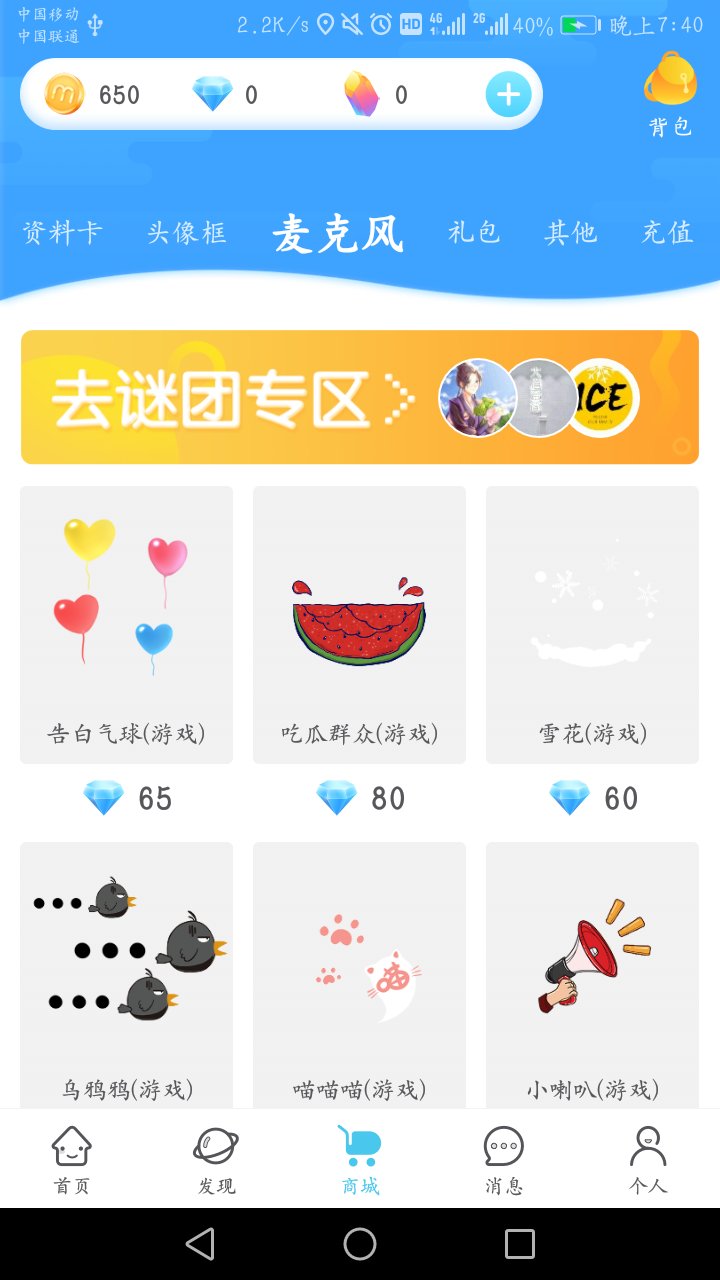 中国移动
中国联通
2.2K/s HD 4G 2G 40% 晚上7:40
650 0 0
背包
资料卡 头像框 麦克风 礼包 其他 充值
去谜团专区
ICE
告白气球(游戏) 吃瓜群众(游戏) 雪花(游戏)
65 80 60
喵
乌鸦鸦(游戏) 喵喵喵(游戏) 小喇叭(游戏)
首页 发现 商城 消息 个人